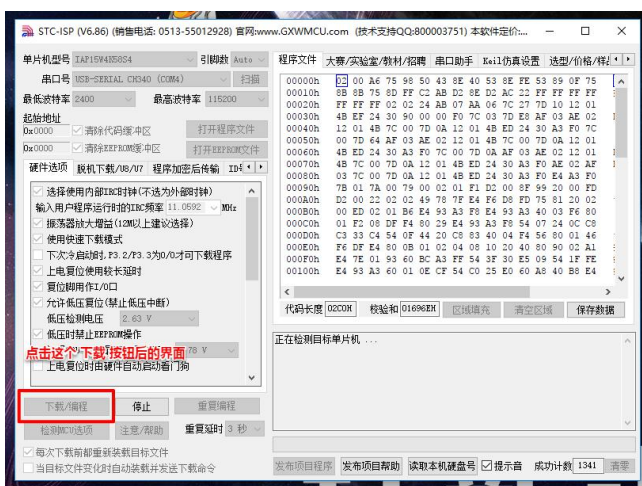 STC-ISP (V6.86) (销售电话: 0513-55012928) 官网:www.GXWMCU.com (技术支持QQ:800003751) 本软件定价:...
单片机型号 IAP15W4K58S4 引脚数 Auto
串口号 USB-SERIAL CH340 (COM4) 扫描
最低波特率 2400 最高波特率 115200
起始地址
0x0000 清除代码缓冲区 打开程序文件
0x0000 清除EEPROM缓冲区 打开EEPROM文件
硬件选项 脱机下载/U8/U7 程序加密后传输
选择使用内部IRC时钟(不选为外部时钟)
输入用户程序运行时的IRC频率 11.0592 MHz
振荡器放大增益(12M以上建议选择)
使用快速下载模式
下次冷启动时,P3.2/P3.3为0/0才可下载程序
上电复位使用较长延时
复位脚用作I/O口
允许低压复位(禁止低压中断)
低压检测电压 2.63 V
低压时禁止EEPROM操作
点击这个 下载 按钮后的界面
上电复位时由硬件自动启动看门狗
下载/编程 停止 重复编程
检测MCU选项 注意/帮助 重复延时 3 秒
每次下载前都重新装载目标文件
当目标文件变化时自动装载并发送下载命令
程序文件 大赛/实验室/教材/招聘 串口助手 Keil仿真设置 选型/价格/样
00000h 02 00 A6 75 98 50 43 8E 40 53 8E FE 53 89 0F 75
00010h 8B 8B 75 8D FF C2 AB D2 8E D2 AC 22 FF FF FF FF
00020h FF FF FF 02 02 24 AB 07 AA 06 7C 27 7D 10 12 01
00030h 4B EF 24 30 90 00 00 F0 7C 03 7D E8 AF 03 AE 02
00040h 12 01 4B 7C 00 7D 0A 12 01 4B ED 24 30 A3 F0 7C
00050h 00 7D 64 AF 03 AE 02 12 01 4B 7C 00 7D 0A 12 01
00060h 4B ED 24 30 A3 F0 7C 00 7D 0A AF 03 AE 02 12 01
00070h 4B 7C 00 7D 0A 12 01 4B ED 24 30 A3 F0 AE 02 AF
00080h 03 7C 00 7D 0A 12 01 4B ED 24 30 A3 F0 E4 A3 F0
00090h 7B 01 7A 00 79 00 02 01 F1 D2 00 8F 99 20 00 FD
000A0h D2 00 22 02 02 49 78 7F E4 F6 D8 FD 75 81 20 02
000B0h 00 ED 02 01 B6 E4 93 A3 F8 E4 93 A3 40 03 F6 80
000C0h 01 F2 08 DF F4 80 29 E4 93 A3 F8 54 07 24 0C C8
000D0h C3 33 C4 54 0F 44 20 C8 83 40 04 F4 56 80 01 46
000E0h F6 DF E4 80 0B 01 02 04 08 10 20 40 80 90 02 A1
000F0h E4 7E 01 93 60 BC A3 FF 54 3F 30 E5 09 54 1F FE
00100h E4 93 A3 60 01 0E CF 54 C0 25 E0 60 A8 40 B8 E4
代码长度 02C0H 校验和 01696EH 区域填充 清空区域 保存数据
正在检测目标单片机 ...
发布项目程序 发布项目帮助 读取本机硬盘号 提示音 成功计数 1341 清零